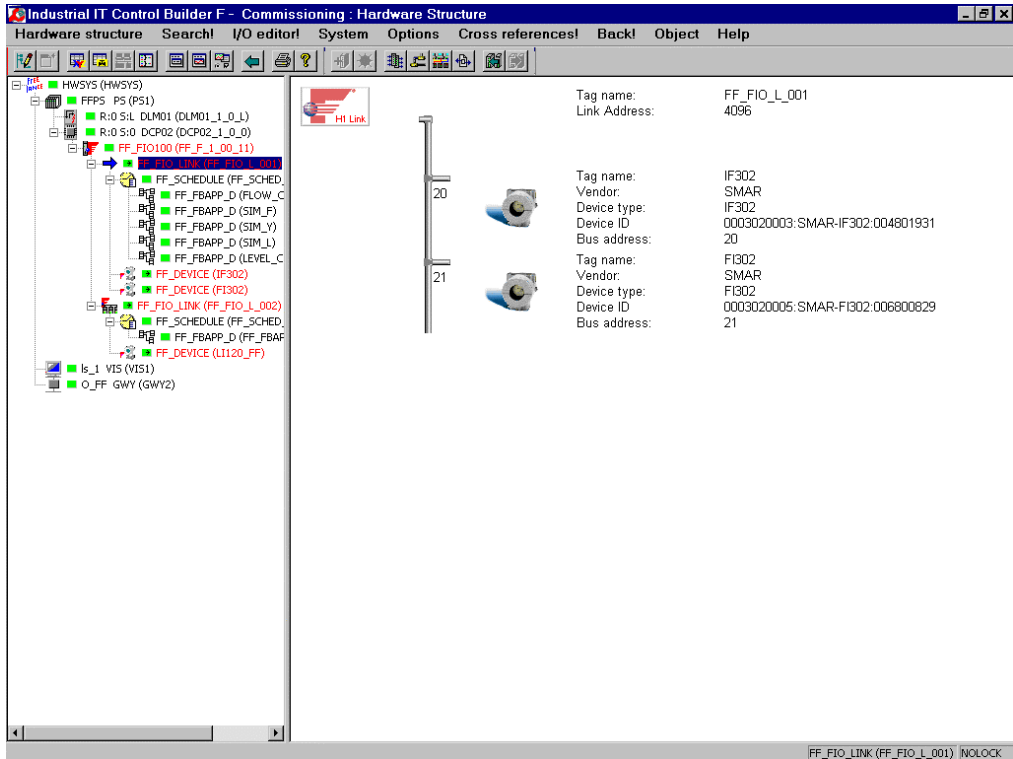 Industrial IT Control Builder F - Commissioning : Hardware Structure
Hardware structure Search! I/O editor! System Options Cross references! Back! Object Help
HWSYS (HWSYS)
FFPS PS (PS1)
R:0 S:L DLM01 (DLM01_1_0_L)
R:0 S:0 DCP02 (DCP02_1_0_0)
FF_FIO100 (FF_F_1_00_11)
FF_FIO_LINK (FF_FIO_L_001)
FF_SCHEDULE (FF_SCHED_
FF_FBAPP_D (FLOW_C
FF_FBAPP_D (SIM_F)
FF_FBAPP_D (SIM_Y)
FF_FBAPP_D (SIM_L)
FF_FBAPP_D (LEVEL_C
FF_DEVICE (IF302)
FF_DEVICE (FI302)
FF_FIO_LINK (FF_FIO_L_002)
FF_SCHEDULE (FF_SCHED_
FF_FBAPP_D (FF_FBAP
FF_DEVICE (LI120_FF)
ls_1 VIS (VIS1)
O_FF GWY (GWY2)
H1 Link
Tag name: FF_FIO_L_001
Link Address: 4096
20
Tag name: IF302
Vendor: SMAR
Device type: IF302
Device ID 0003020003:SMAR-IF302:004801931
Bus address: 20
21
Tag name: FI302
Vendor: SMAR
Device type: FI302
Device ID 0003020005:SMAR-FI302:006800829
Bus address: 21
FF_FIO_LINK (FF_FIO_L_001) NOLOCK